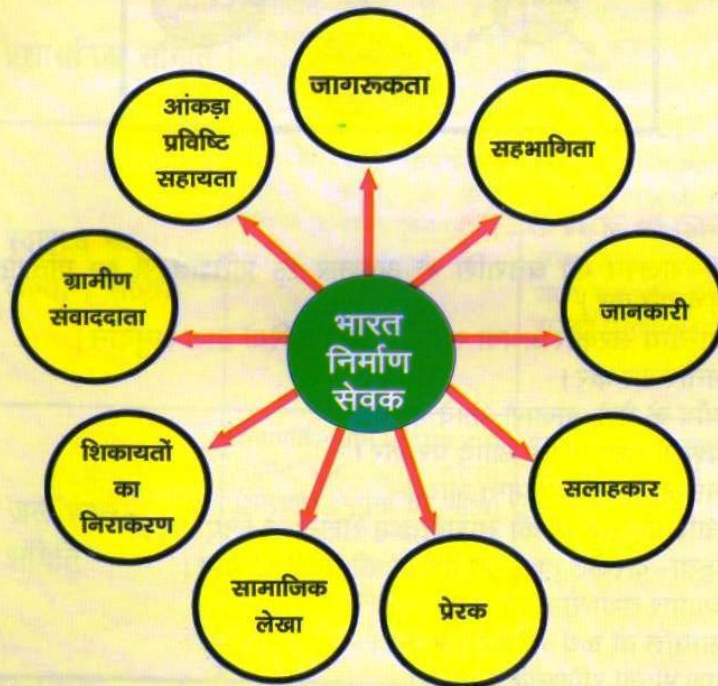 जागरूकता
सहभागिता
जानकारी
सलाहकार
प्रेरक
सामाजिक
लेखा
शिकायतों
का
निराकरण
ग्रामीण
संवाददाता
आंकड़ा
प्रविष्टि
सहायता
भारत
निर्माण
सेवक